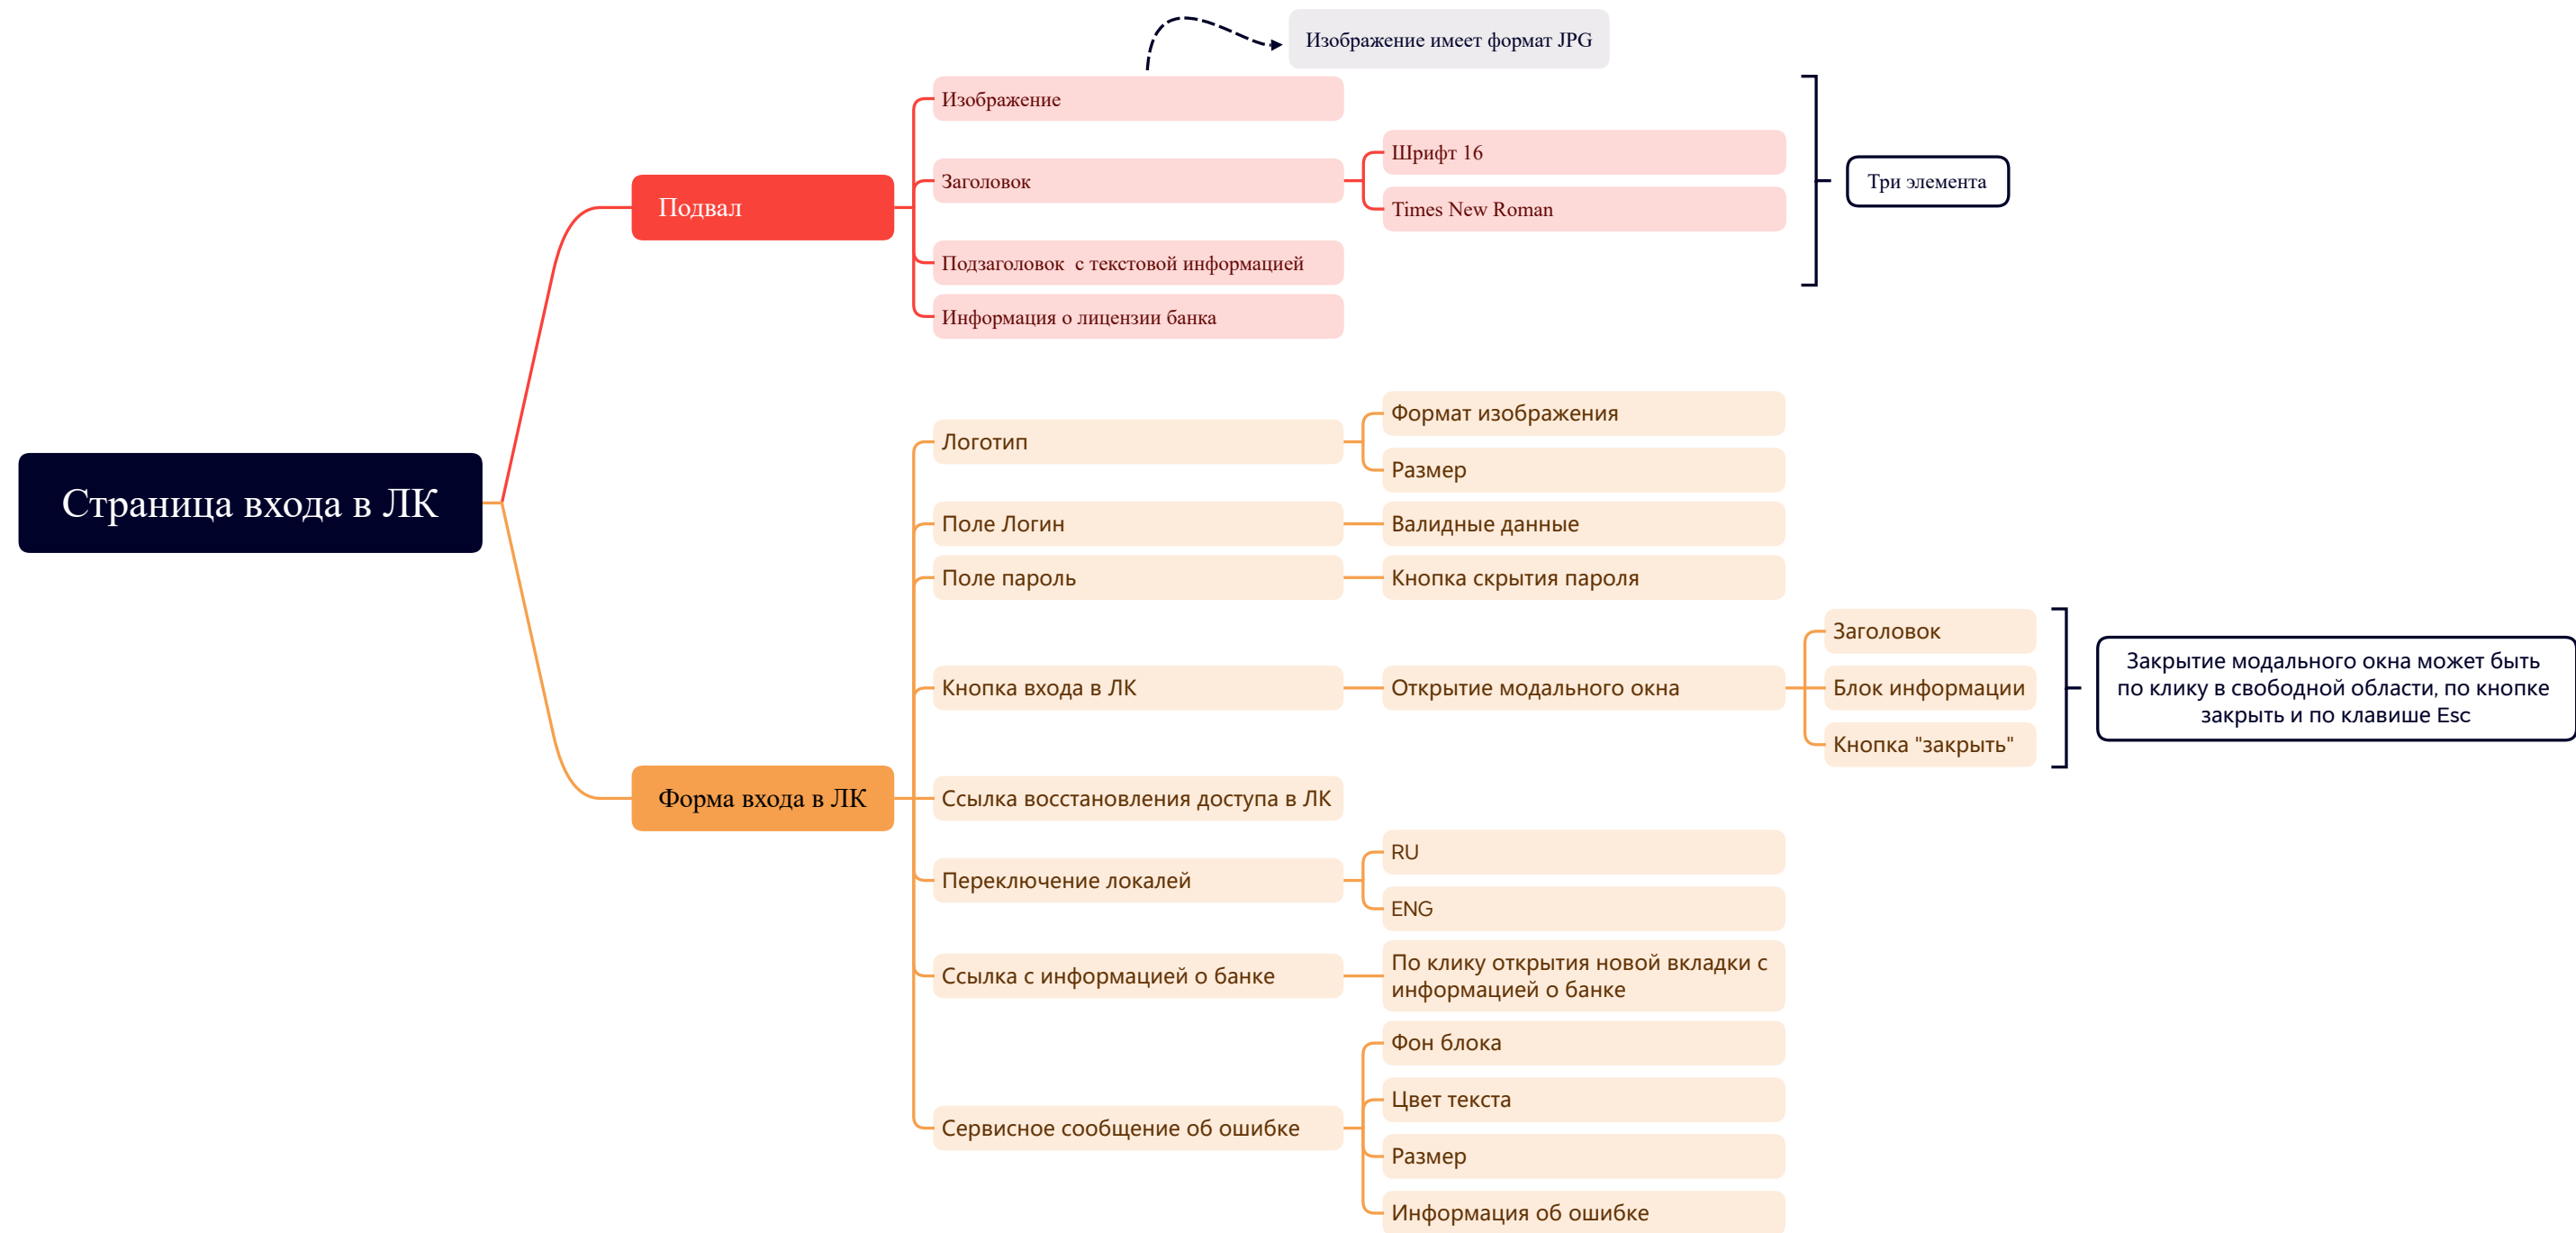 Изображение имеет формат JPG
Изображение
Шрифт 16
Заголовок
Три элемента
Times New Roman
Подвал
Подзаголовок  с текстовой информацией
Информация о лицензии банка
Формат изображения
Логотип
Размер
Страница входа в ЛК
Поле Логин
Валидные данные
Поле пароль
Кнопка скрытия пароля
Заголовок
Кнопка входа в ЛК
Открытие модального окна
Блок информации
Закрытие модального окна может быть
по клику в свободной области, по кнопке
закрыть и по клавише Esc
Кнопка "закрыть"
Форма входа в ЛК
Ссылка восстановления доступа в ЛК
RU
Переключение локалей
ENG
Ссылка с информацией о банке
По клику открытия новой вкладки с
информацией о банке
Фон блока
Цвет текста
Сервисное сообщение об ошибке
Размер
Информация об ошибке